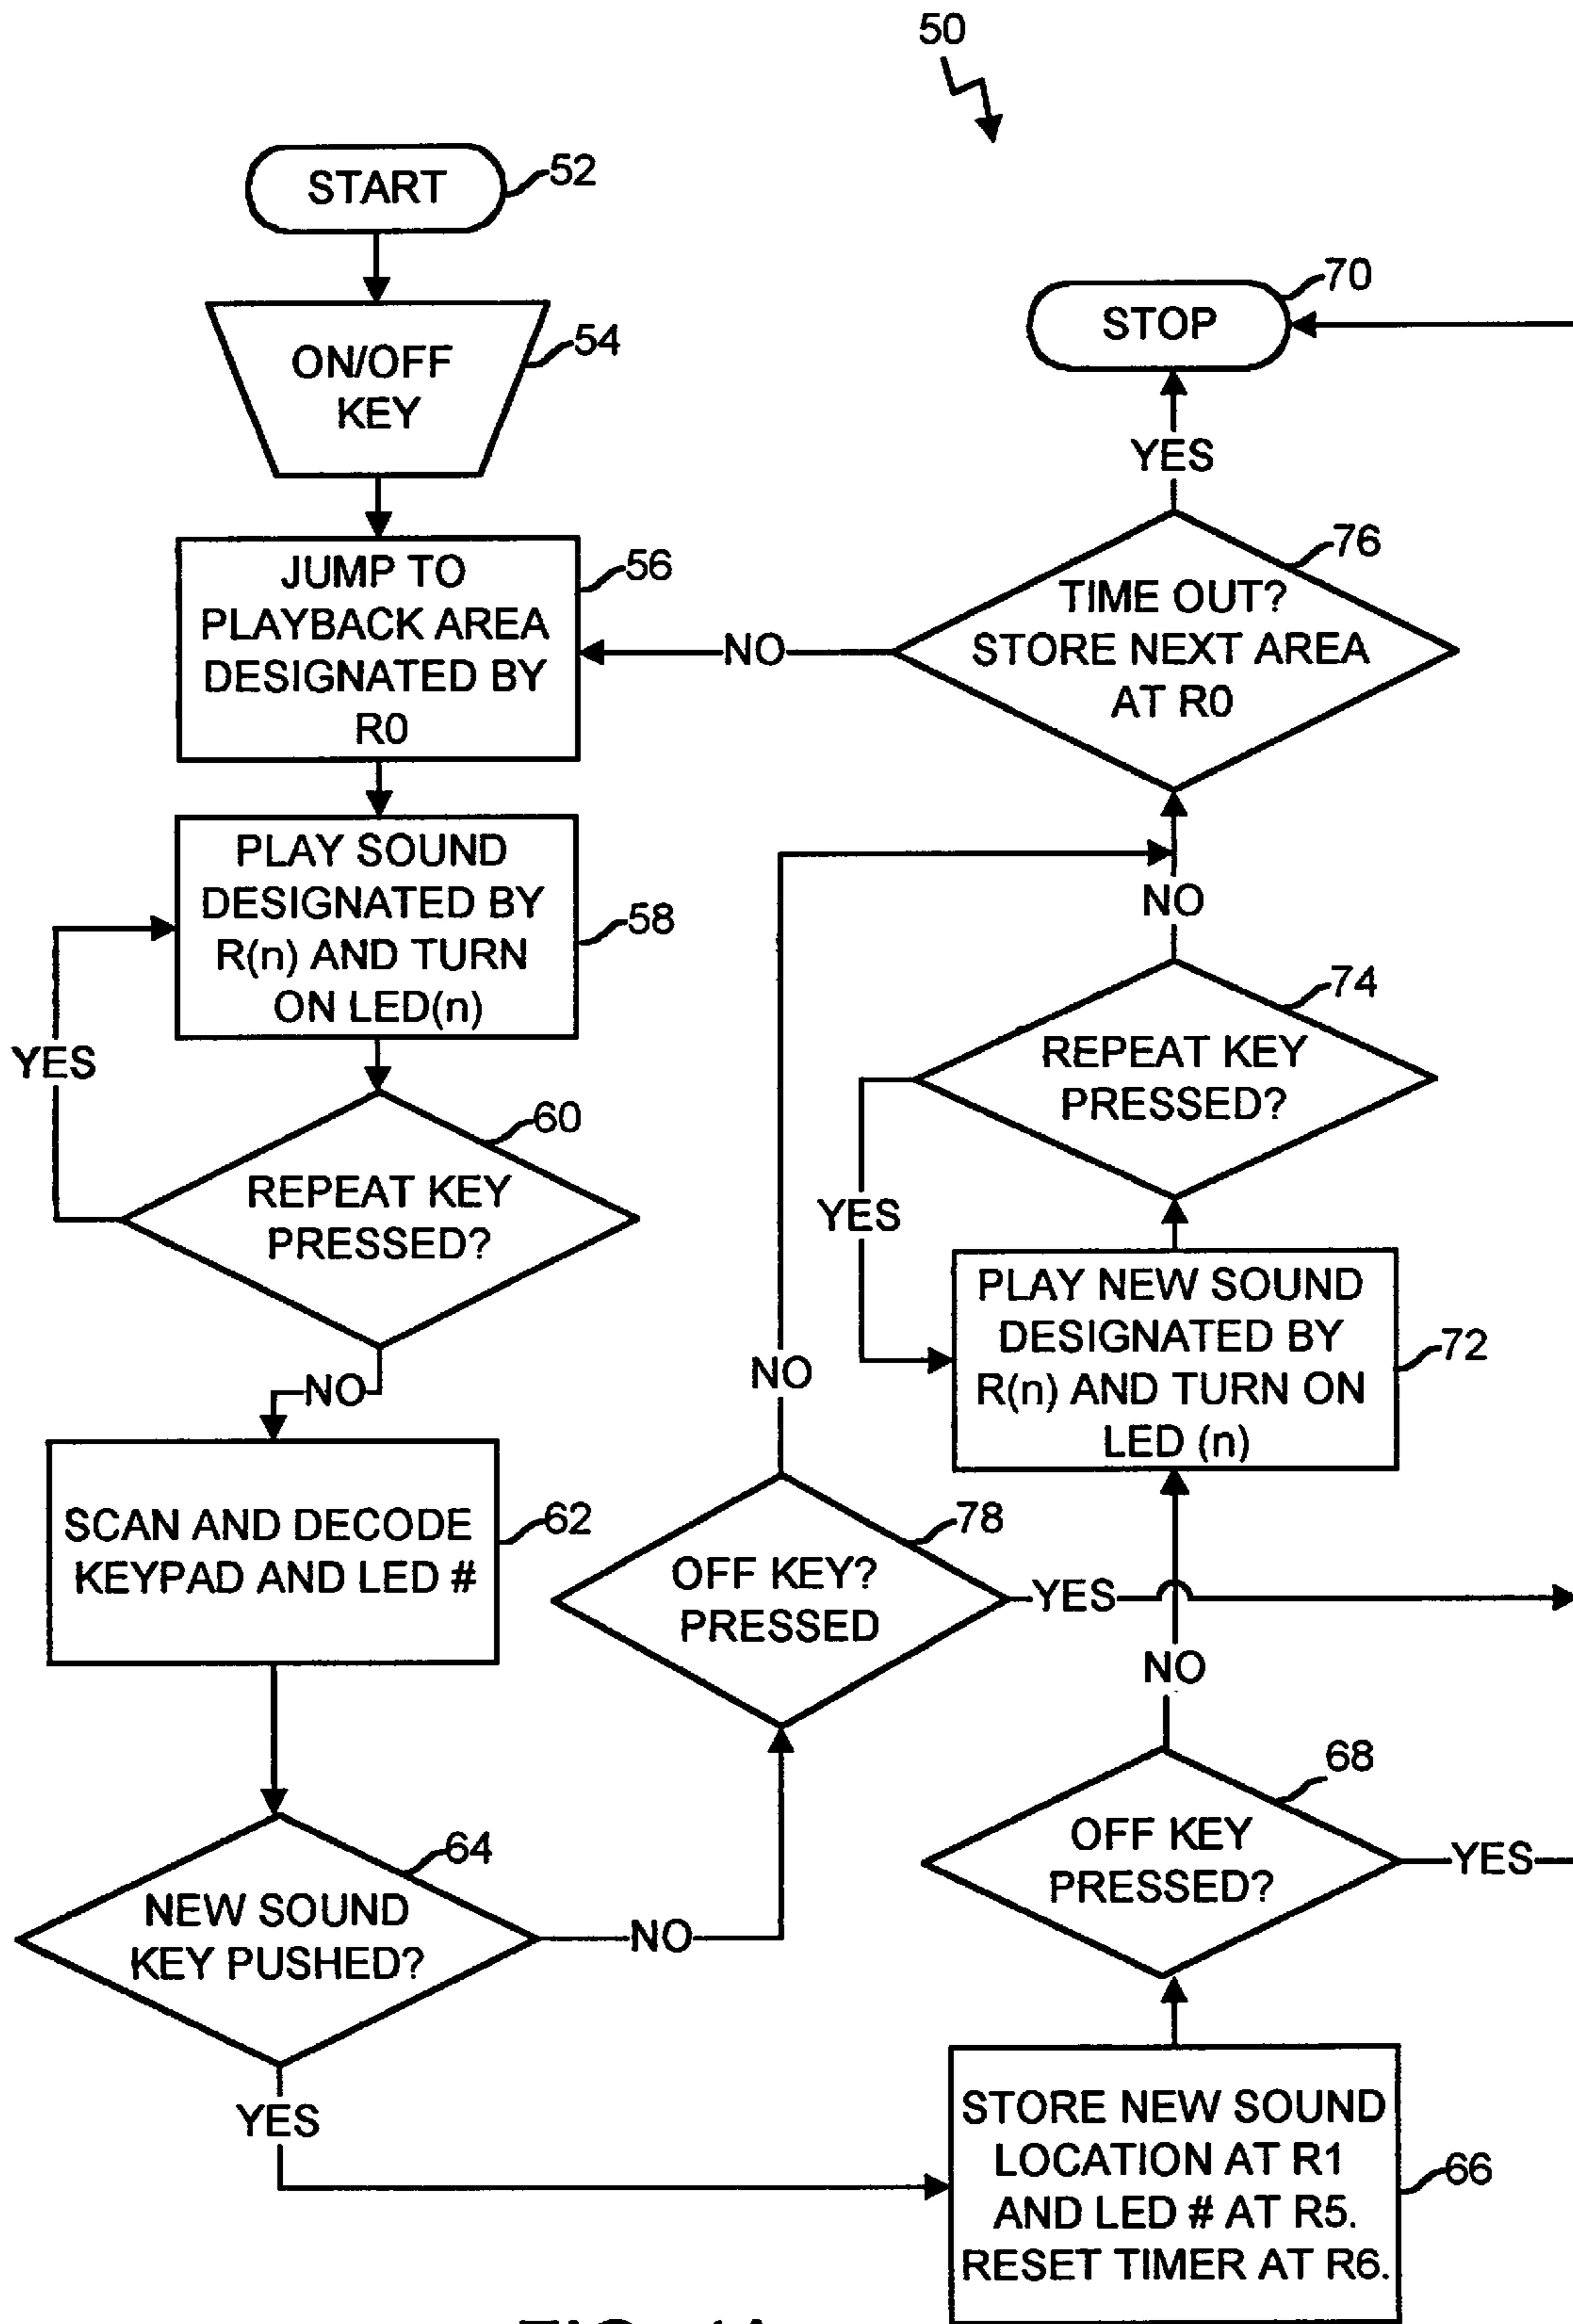 50
START
52
ON/OFF
KEY
54
JUMP TO
PLAYBACK AREA
DESIGNATED BY
R0
56
PLAY SOUND
DESIGNATED BY
R(n) AND TURN
ON LED(n)
58
YES
REPEAT KEY
PRESSED?
60
NO
SCAN AND DECODE
KEYPAD AND LED #
62
NEW SOUND
KEY PUSHED?
64
NO
YES
STORE NEW SOUND
LOCATION AT R1
AND LED # AT R5.
RESET TIMER AT R6.
66
OFF KEY
PRESSED?
68
YES
NO
OFF KEY?
PRESSED
78
YES
NO
PLAY NEW SOUND
DESIGNATED BY
R(n) AND TURN ON
LED (n)
72
YES
REPEAT KEY
PRESSED?
74
NO
TIME OUT?
STORE NEXT AREA
AT R0
76
NO
YES
STOP
70